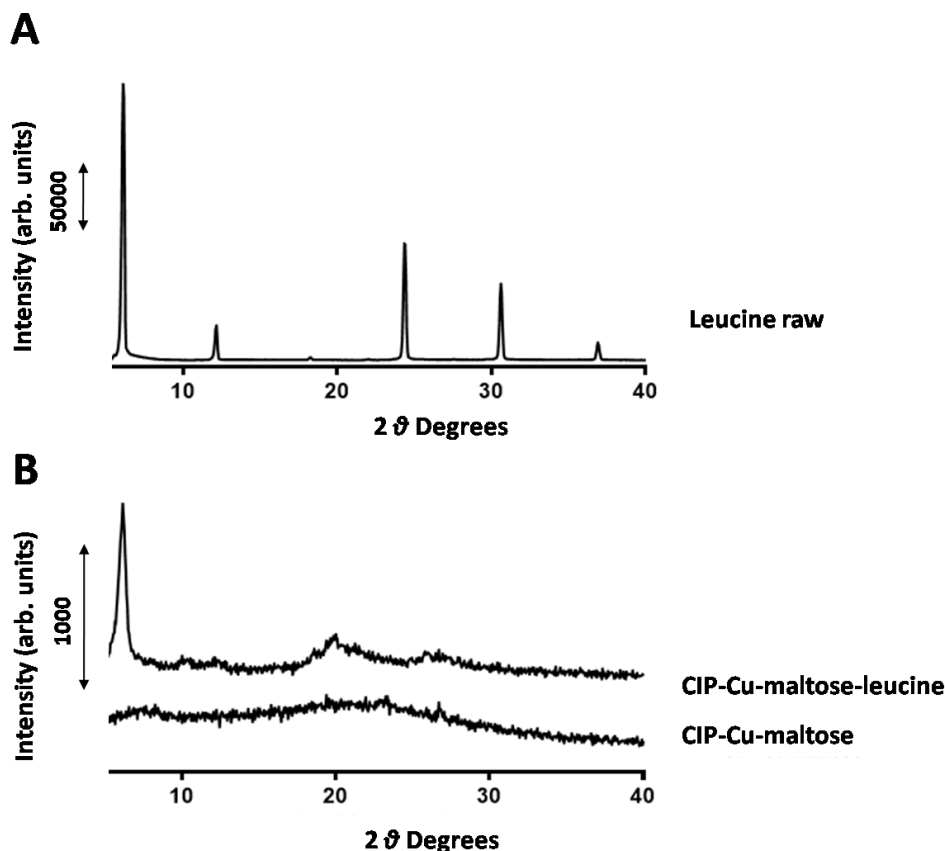 A
Intensity (arb. units)
50000
Leucine raw
10 20 30 40
2 ϑ Degrees
B
Intensity (arb. units)
1000
CIP-Cu-maltose-leucine
CIP-Cu-maltose
10 20 30 40
2 ϑ Degrees